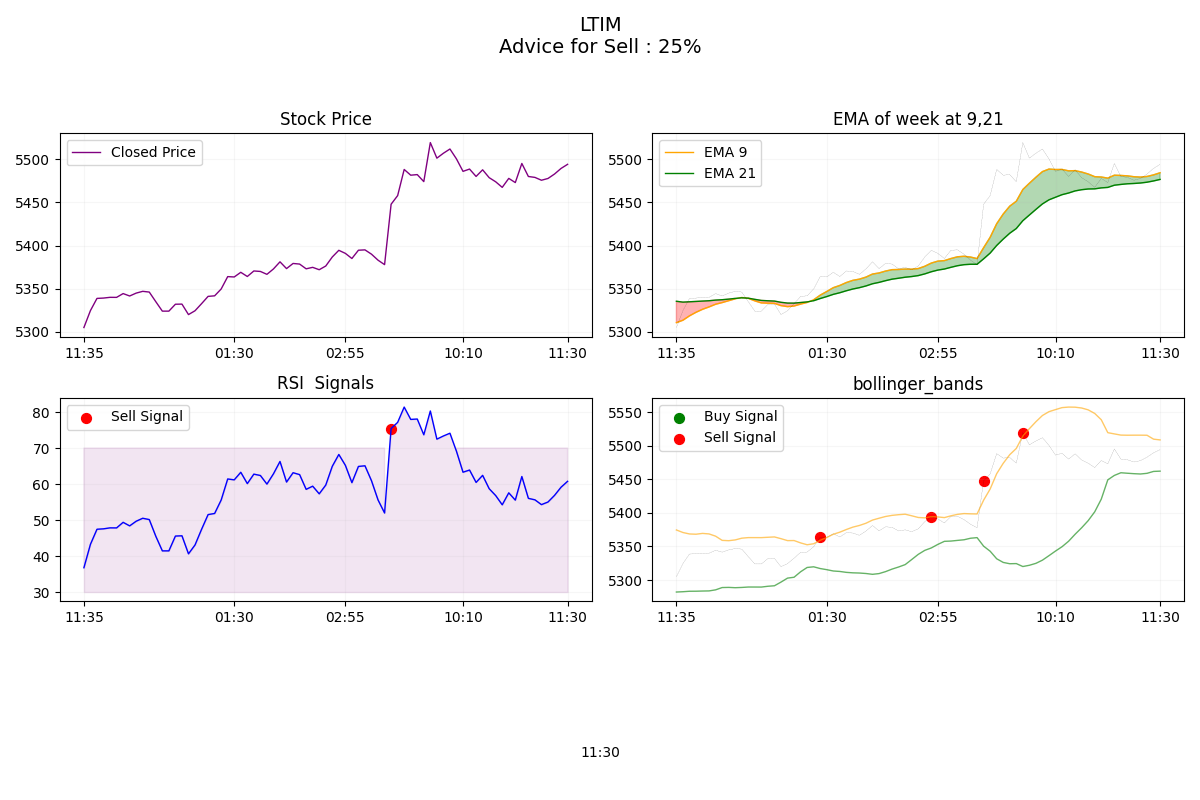 LTIM
Advice for Sell : 25%
Stock Price
Closed Price
5500
5450
5400
5350
5300
11:35 01:30 02:55 10:10 11:30
EMA of week at 9,21
EMA 9
EMA 21
5500
5450
5400
5350
5300
11:35 01:30 02:55 10:10 11:30
RSI  Signals
Sell Signal
80
70
60
50
40
30
11:35 01:30 02:55 10:10 11:30
bollinger_bands
Buy Signal
Sell Signal
5550
5500
5450
5400
5350
5300
11:35 01:30 02:55 10:10 11:30
11:30